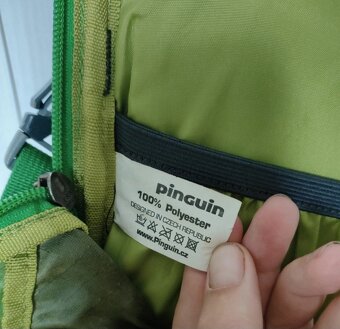 pinguin
100% Polyester
DESIGNED IN CZECH REPUBLIC
www.Pinguin.cz